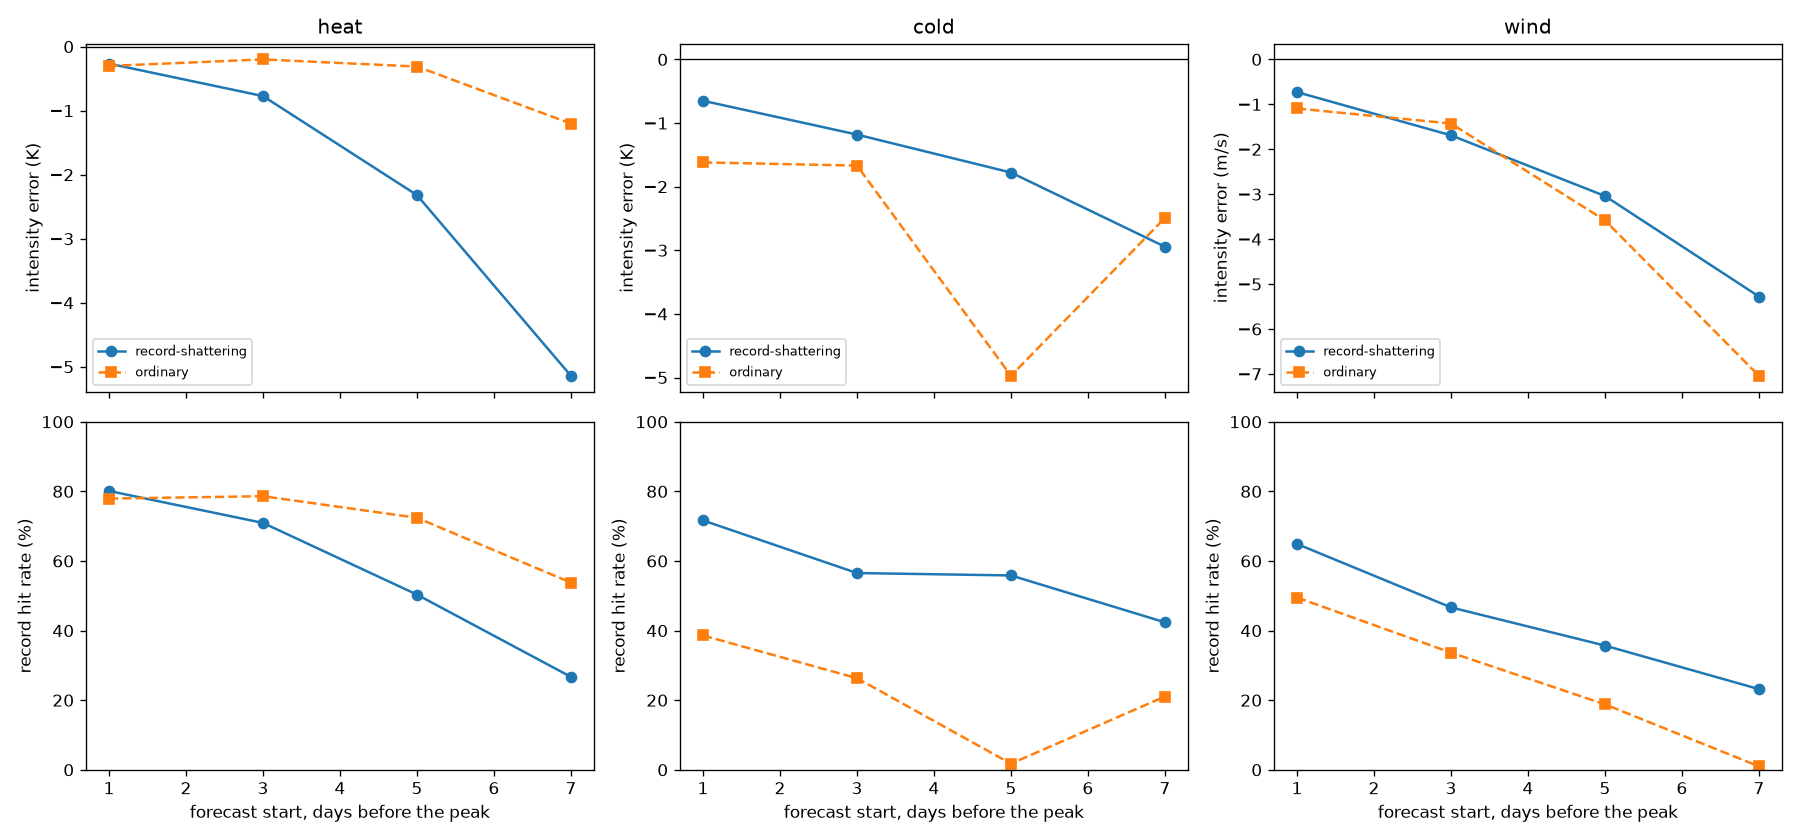 heat
cold
wind
intensity error (K)
0
−1
−2
−3
−4
−5
record-shattering
ordinary
intensity error (K)
0
−1
−2
−3
−4
−5
record-shattering
ordinary
intensity error (m/s)
0
−1
−2
−3
−4
−5
−6
−7
record-shattering
ordinary
record hit rate (%)
100
80
60
40
20
0
1 2 3 4 5 6 7
forecast start, days before the peak
record hit rate (%)
100
80
60
40
20
0
1 2 3 4 5 6 7
forecast start, days before the peak
record hit rate (%)
100
80
60
40
20
0
1 2 3 4 5 6 7
forecast start, days before the peak